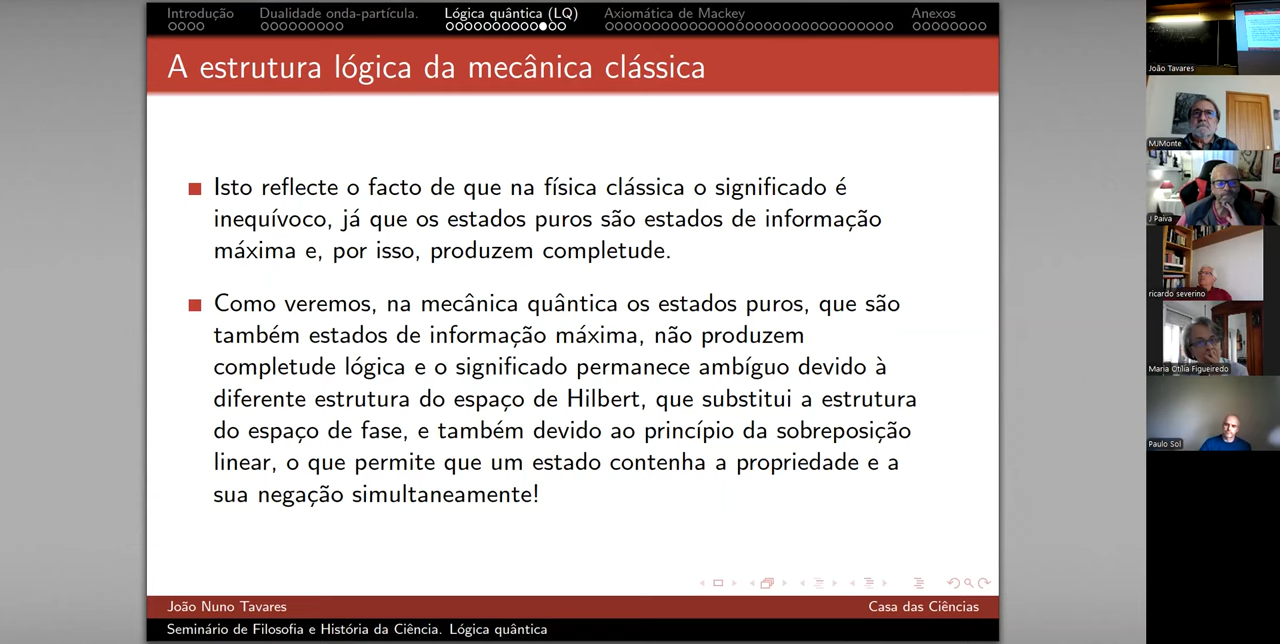 Introdução
Dualidade onda-partícula.
Lógica quântica (LQ)
Axiomática de Mackey
Anexos
A estrutura lógica da mecânica clássica
Isto reflecte o facto de que na física clássica o significado é
inequívoco, já que os estados puros são estados de informação
máxima e, por isso, produzem completude.
Como veremos, na mecânica quântica os estados puros, que são
também estados de informação máxima, não produzem
completude lógica e o significado permanece ambíguo devido à
diferente estrutura do espaço de Hilbert, que substitui a estrutura
do espaço de fase, e também devido ao princípio da sobreposição
linear, o que permite que um estado contenha a propriedade e a
sua negação simultaneamente!
João Nuno Tavares
Casa das Ciências
Seminário de Filosofia e História da Ciência. Lógica quântica
João Tavares
MJMonte
J Paiva
ricardo severino
Maria Otília Figueiredo
Paulo Sol